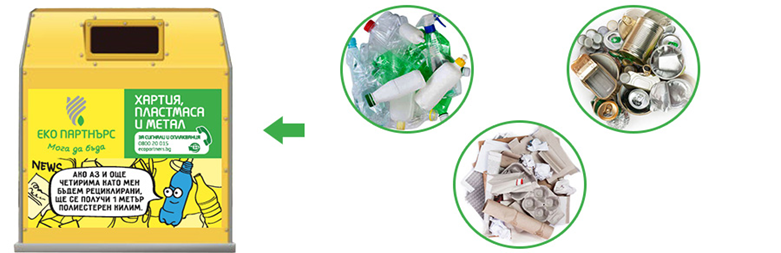 ЕКО ПАРТНЪРС
Мога да бъда
ХАРТИЯ,
ПЛАСТМАСА
И МЕТАЛ
ЗА СИГНАЛИ И ОПЛАКВАНИЯ
0800 20 015
ecopartners.bg
NEWS
АКО АЗ И ОЩЕ
ЧЕТИРИМА КАТО МЕН
БЪДЕМ РЕЦИКЛИРАНИ,
ЩЕ СЕ ПОЛУЧИ 1 МЕТЪР
ПОЛИЕСТЕРЕН КИЛИМ.